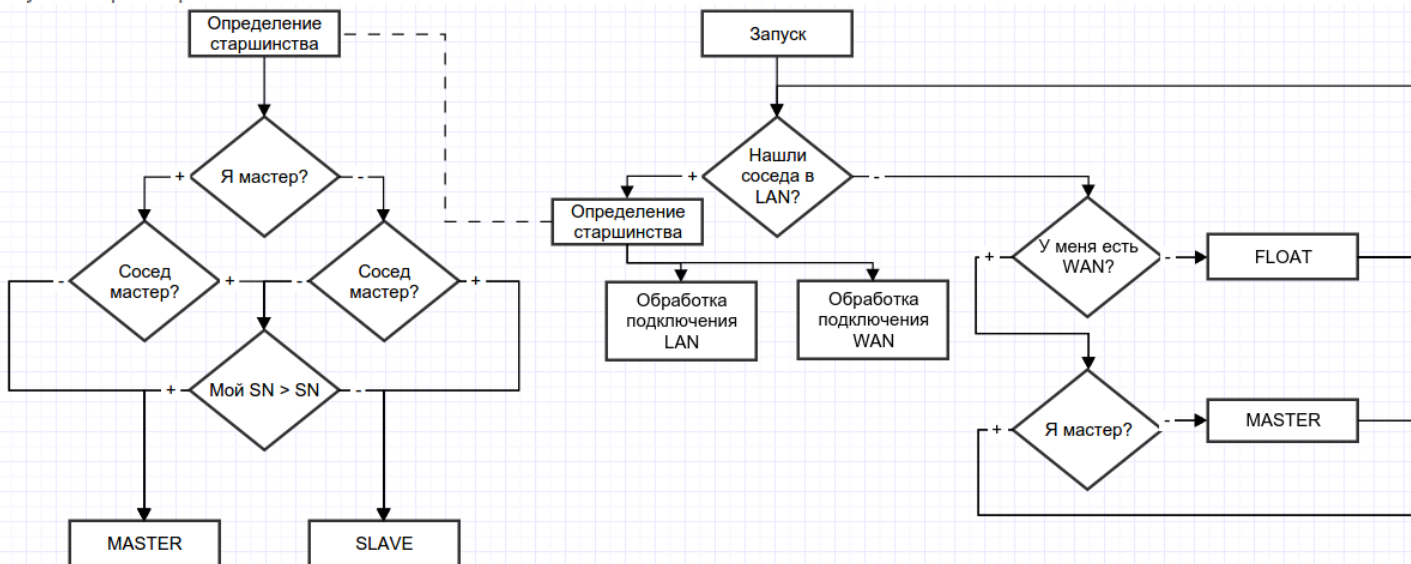 Определение
старшинства
Я мастер?
+
-
Сосед
мастер?
-
+
Сосед
мастер?
-
+
Мой SN > SN
+
-
MASTER
SLAVE
Запуск
Нашли
соседа в
LAN?
+
-
Определение
старшинства
Обработка
подключения
LAN
Обработка
подключения
WAN
У меня есть
WAN?
+
-
FLOAT
Я мастер?
+
-
MASTER